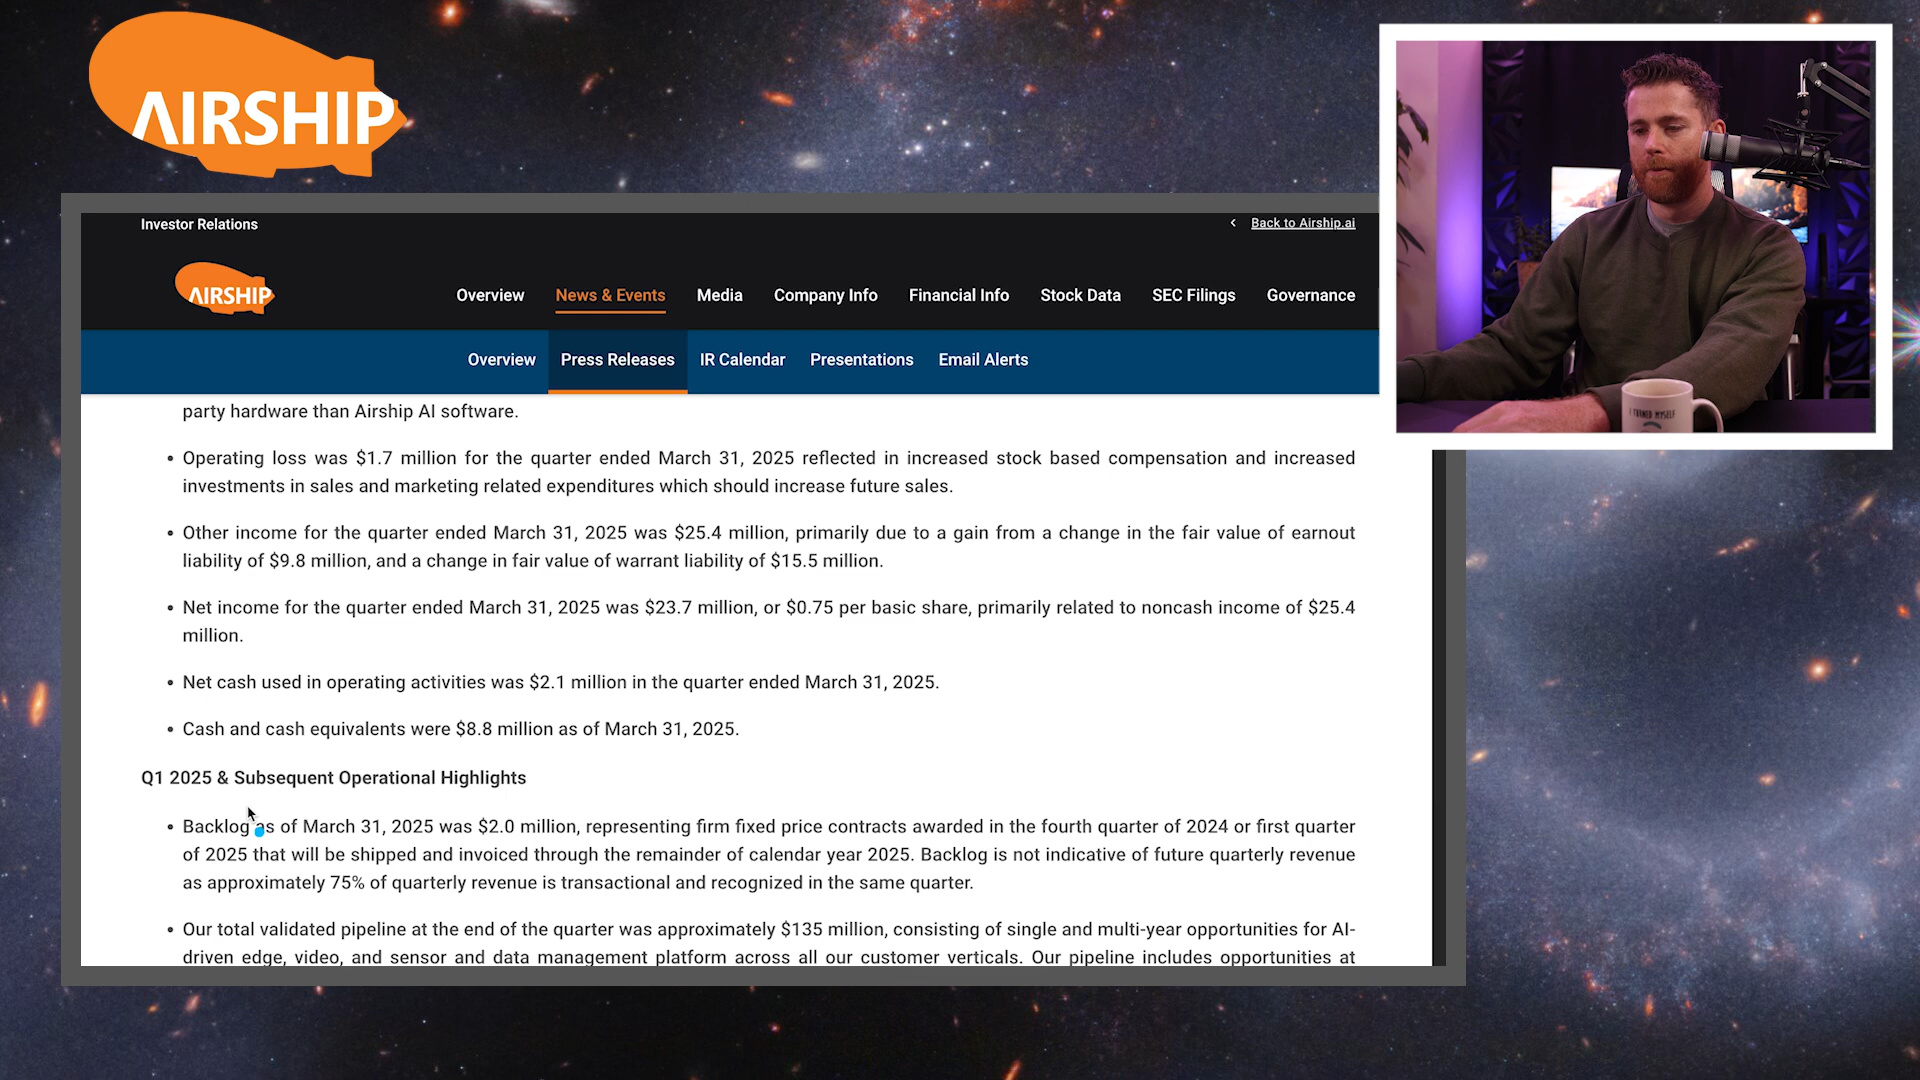 AIRSHIP
Investor Relations
Back to Airship.ai
AIRSHIP
Overview News & Events Media Company Info Financial Info Stock Data SEC Filings Governance
Overview Press Releases IR Calendar Presentations Email Alerts
party hardware than Airship AI software.
• Operating loss was $1.7 million for the quarter ended March 31, 2025 reflected in increased stock based compensation and increased
investments in sales and marketing related expenditures which should increase future sales.
• Other income for the quarter ended March 31, 2025 was $25.4 million, primarily due to a gain from a change in the fair value of earnout
liability of $9.8 million, and a change in fair value of warrant liability of $15.5 million.
• Net income for the quarter ended March 31, 2025 was $23.7 million, or $0.75 per basic share, primarily related to noncash income of $25.4
million.
• Net cash used in operating activities was $2.1 million in the quarter ended March 31, 2025.
• Cash and cash equivalents were $8.8 million as of March 31, 2025.
Q1 2025 & Subsequent Operational Highlights
• Backlog as of March 31, 2025 was $2.0 million, representing firm fixed price contracts awarded in the fourth quarter of 2024 or first quarter
of 2025 that will be shipped and invoiced through the remainder of calendar year 2025. Backlog is not indicative of future quarterly revenue
as approximately 75% of quarterly revenue is transactional and recognized in the same quarter.
• Our total validated pipeline at the end of the quarter was approximately $135 million, consisting of single and multi-year opportunities for AI-
driven edge, video, and sensor and data management platform across all our customer verticals. Our pipeline includes opportunities at
I TURNED MYSELF